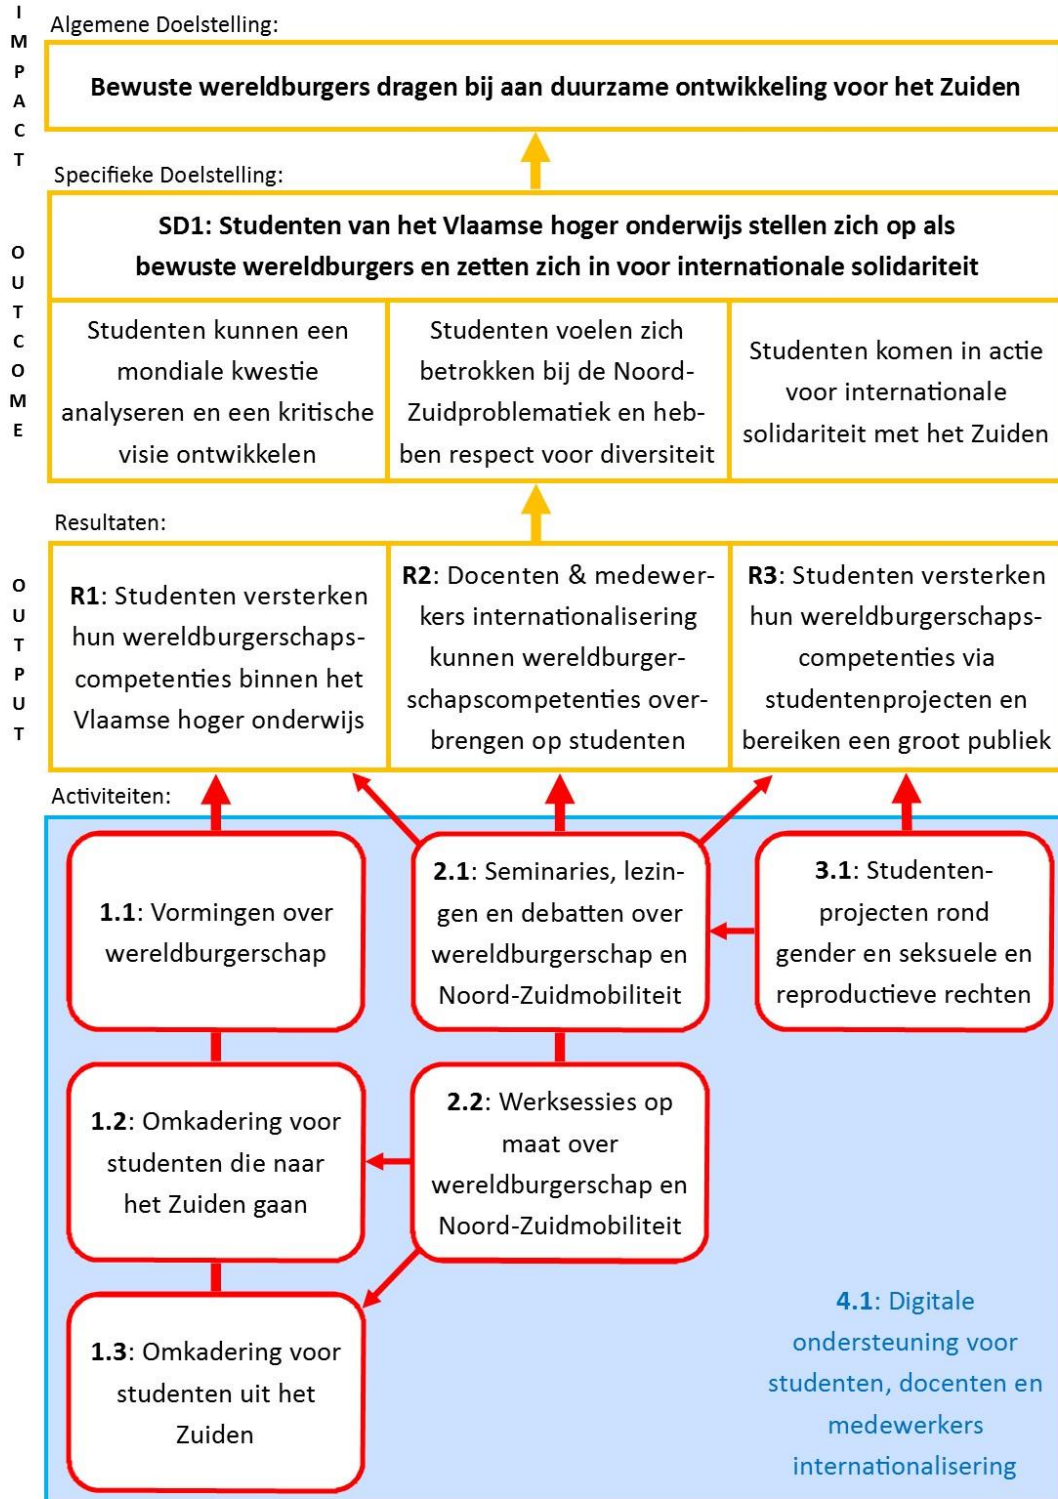 IMPACT
Algemene Doelstelling:
Bewuste wereldburgers dragen bij aan duurzame ontwikkeling voor het Zuiden
OUTCOME
Specifieke Doelstelling:
SD1: Studenten van het Vlaamse hoger onderwijs stellen zich op als
bewuste wereldburgers en zetten zich in voor internationale solidariteit
Studenten kunnen een
mondiale kwestie
analyseren en een kritische
visie ontwikkelen
Studenten voelen zich
betrokken bij de Noord-
Zuidproblematiek en heb-
ben respect voor diversiteit
Studenten komen in actie
voor internationale
solidariteit met het Zuiden
OUTPUT
Resultaten:
R1: Studenten versterken
hun wereldburgerschaps-
competenties binnen het
Vlaamse hoger onderwijs
R2: Docenten & medewer-
kers internationalisering
kunnen wereldburger-
schapscompetenties over-
brengen op studenten
R3: Studenten versterken
hun wereldburgerschaps-
competenties via
studentenprojecten en
bereiken een groot publiek
Activiteiten:
1.1: Vormingen over
wereldburgerschap
2.1: Seminaries, lezin-
gen en debatten over
wereldburgerschap en
Noord-Zuidmobiliteit
3.1: Studenten-
projecten rond
gender en seksuele en
reproductieve rechten
1.2: Omkadering voor
studenten die naar
het Zuiden gaan
2.2: Werksessies op
maat over
wereldburgerschap en
Noord-Zuidmobiliteit
1.3: Omkadering voor
studenten uit het
Zuiden
4.1: Digitale
ondersteuning voor
studenten, docenten en
medewerkers
internationalisering